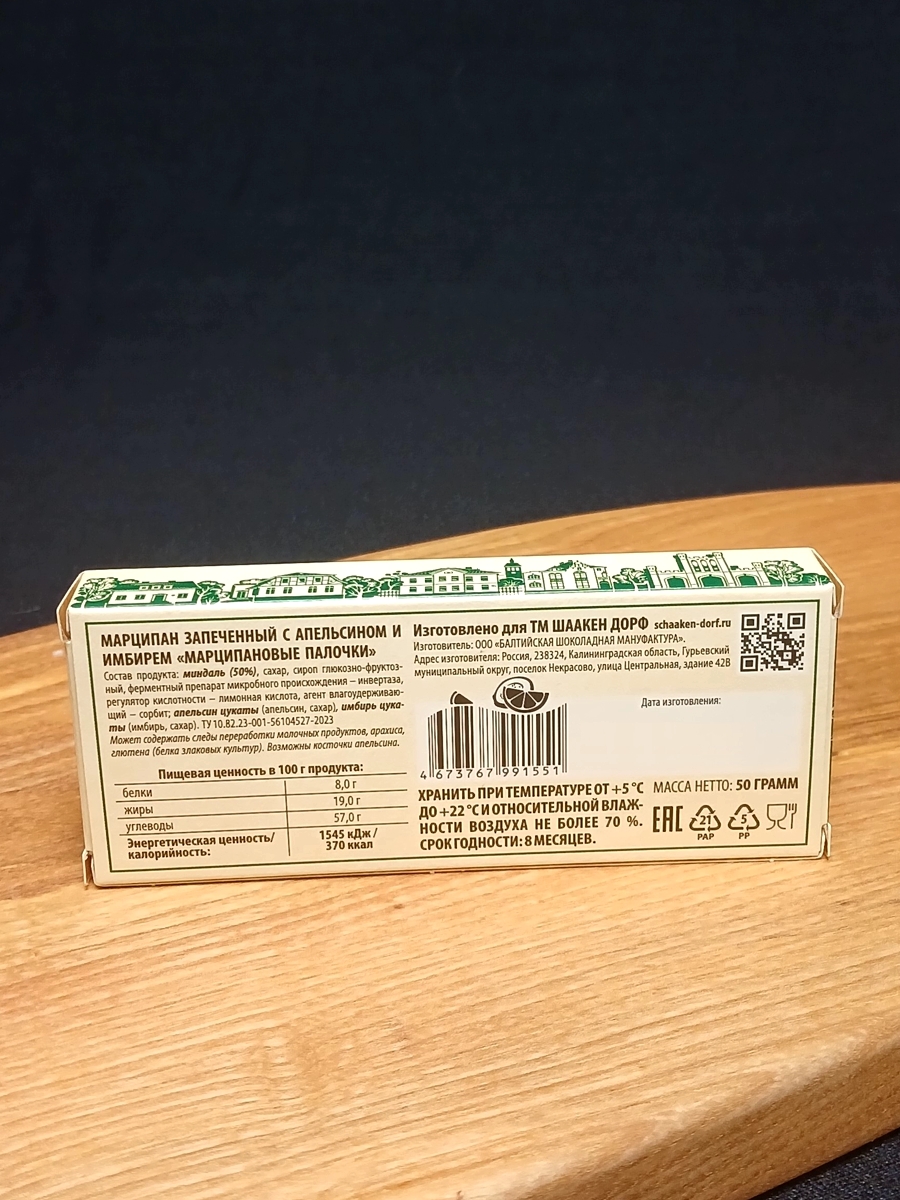 МАРЦИПАН ЗАПЕЧЕННЫЙ С АПЕЛЬСИНОМ И
ИМБИРЕМ «МАРЦИПАНОВЫЕ ПАЛОЧКИ»
Состав продукта: миндаль (50%), сахар, сироп глюкозно-фруктоз-
ный, ферментный препарат микробного происхождения – инвертаза,
регулятор кислотности – лимонная кислота, агент влагоудерживаю-
щий – сорбит; апельсин цукаты (апельсин, сахар), имбирь цука-
ты (имбирь, сахар). ТУ 10.82.23-001-56104527-2023
Может содержать следы переработки молочных продуктов, арахиса,
глютена (белка злаковых культур). Возможны косточки апельсина.
Пищевая ценность в 100 г продукта:
белки 8,0 г
жиры 19,0 г
углеводы 57,0 г
Энергетическая ценность/ 1545 кДж /
калорийность: 370 ккал
Изготовлено для ТМ ШААКЕН ДОРФ schaaken-dorf.ru
Изготовитель: ООО «БАЛТИЙСКАЯ ШОКОЛАДНАЯ МАНУФАКТУРА».
Адрес изготовителя: Россия, 238324, Калининградская область, Гурьевский
муниципальный округ, поселок Некрасово, улица Центральная, здание 42В
Дата изготовления:
4 673767 991551
ХРАНИТЬ ПРИ ТЕМПЕРАТУРЕ ОТ +5 °С
ДО +22 °С И ОТНОСИТЕЛЬНОЙ ВЛАЖ-
НОСТИ ВОЗДУХА НЕ БОЛЕЕ 70 %.
СРОК ГОДНОСТИ: 8 МЕСЯЦЕВ.
МАССА НЕТТО: 50 ГРАММ
EAC 21 5
PAP PP